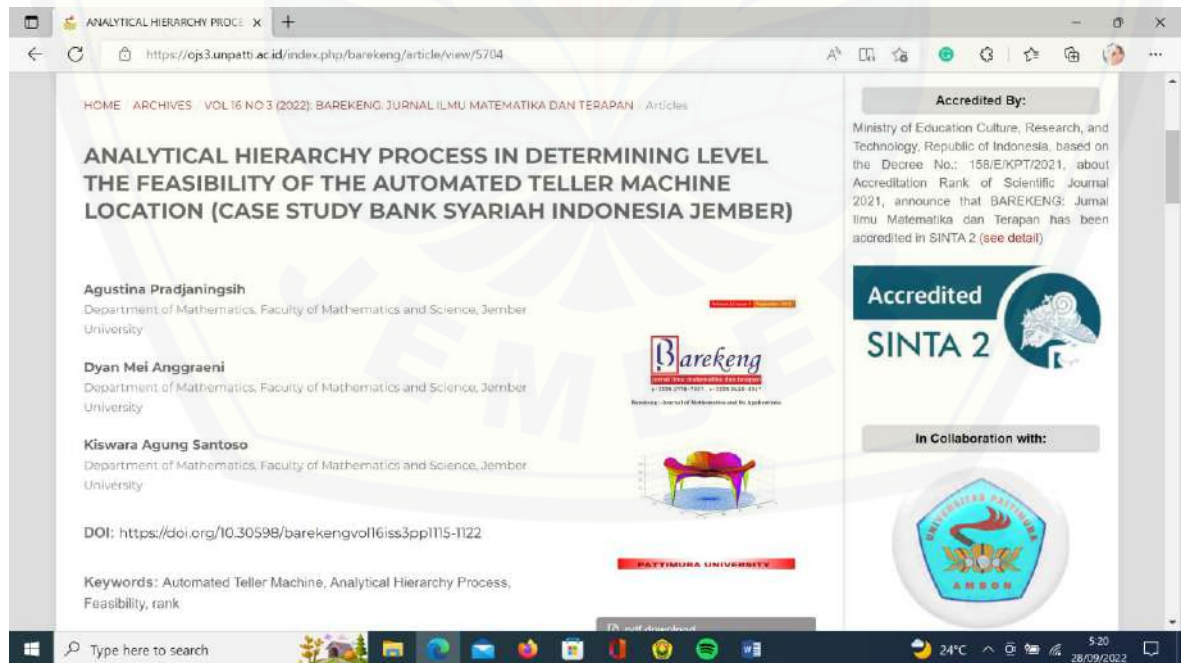 ANALYTICAL HIERARCHY PROCE
https://ojs3.unpatti.ac.id/index.php/barekeng/article/view/5704
HOME / ARCHIVES / VOL 16 NO 3 (2022): BAREKENG: JURNAL ILMU MATEMATIKA DAN TERAPAN / Articles
ANALYTICAL HIERARCHY PROCESS IN DETERMINING LEVEL
THE FEASIBILITY OF THE AUTOMATED TELLER MACHINE
LOCATION (CASE STUDY BANK SYARIAH INDONESIA JEMBER)
Agustina Pradjaningsih
Department of Mathematics, Faculty of Mathematics and Science, Jember
University
Dyan Mei Anggraeni
Department of Mathematics, Faculty of Mathematics and Science, Jember
University
Kiswara Agung Santoso
Department of Mathematics, Faculty of Mathematics and Science, Jember
University
DOI: https://doi.org/10.30598/barekengvol16iss3pp1115-1122
Keywords: Automated Teller Machine, Analytical Hierarchy Process,
Feasibility, rank
Barekeng
PATTIMURA UNIVERSITY
pdf download
Accredited By:
Ministry of Education Culture, Research, and
Technology, Republic of Indonesia, based on
the Decree No.: 158/E/KPT/2021, about
Accreditation Rank of Scientific Journal
2021, announce that BAREKENG: Jurnal
Ilmu Matematika dan Terapan has been
accredited in SINTA 2 (see detail)
Accredited
SINTA 2
In Collaboration with:
UNIVERSITAS PATTIMURA
AMBON
JEMBER
Type here to search
24°C
5:20
28/09/2022